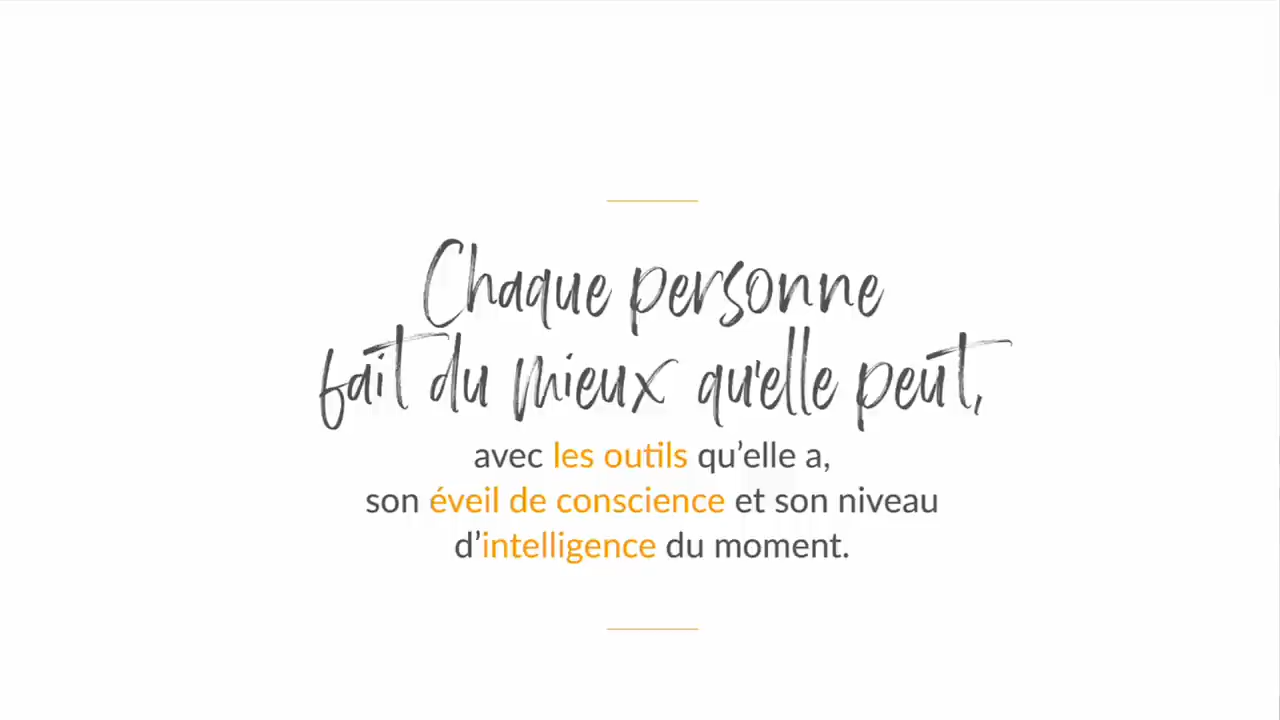 Chaque personne
fait du mieux qu'elle peut,
avec les outils qu’elle a,
son éveil de conscience et son niveau
d’intelligence du moment.